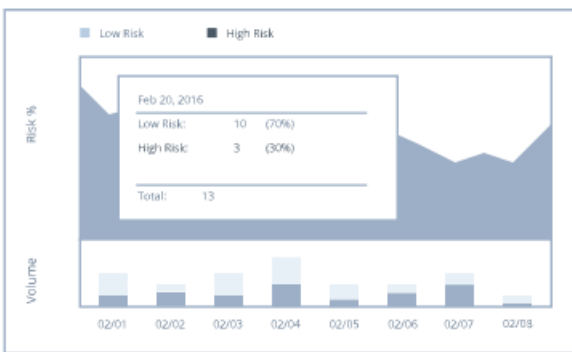 Low Risk High Risk
Risk %
Feb 20, 2016
Low Risk: 10 (70%)
High Risk: 3 (30%)
Total: 13
Volume
02/01 02/02 02/03 02/04 02/05 02/06 02/07 02/08